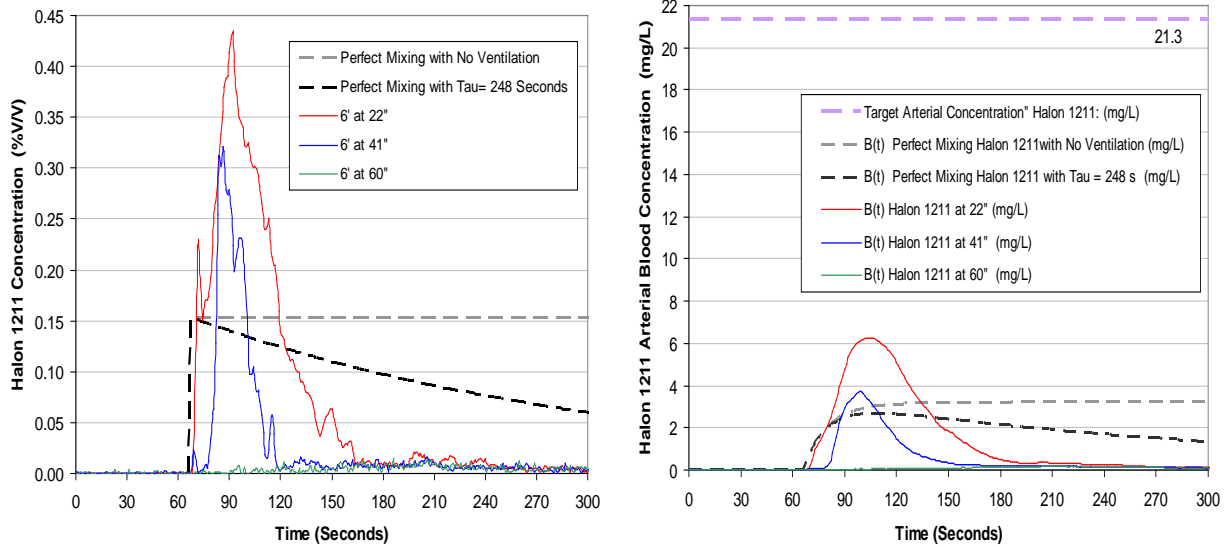 0.45
0.40
0.35
0.30
0.25
0.20
0.15
0.10
0.05
0.00
Halon 1211 Concentration (%V/V)
Perfect Mixing with No Ventilation
Perfect Mixing with Tau= 248 Seconds
6' at 22"
6' at 41"
6' at 60"
0 30 60 90 120 150 180 210 240 270 300
Time (Seconds)
22
20
18
16
14
12
10
8
6
4
2
0
Halon 1211 Arterial Blood Concentration (mg/L)
21.3
Target Arterial Concentration" Halon 1211: (mg/L)
B(t) Perfect Mixing Halon 1211with No Ventilation (mg/L)
B(t) Perfect Mixing Halon 1211 with Tau = 248 s (mg/L)
B(t) Halon 1211 at 22" (mg/L)
B(t) Halon 1211 at 41" (mg/L)
B(t) Halon 1211 at 60" (mg/L)
0 30 60 90 120 150 180 210 240 270 300
Time (Seconds)